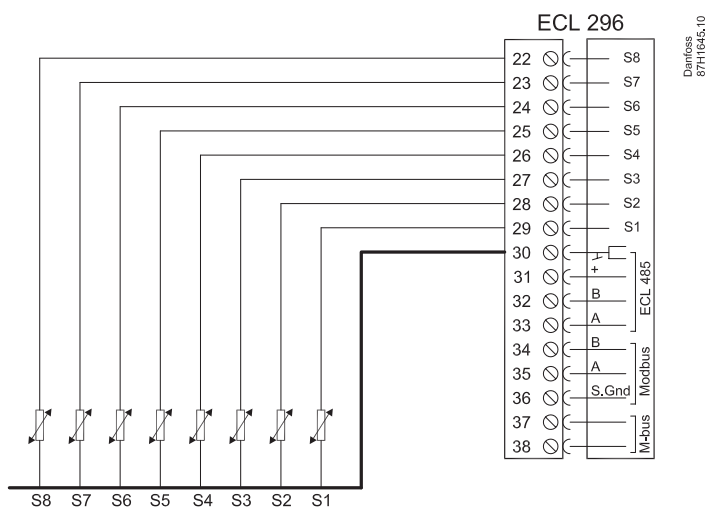 ECL 296
Danfoss
87H1645.10
22 S8
23 S7
24 S6
25 S5
26 S4
27 S3
28 S2
29 S1
30
31 +
32 B
33 A
ECL 485
34 B
35 A
36 S.Gnd
Modbus
37
38
M-bus
S8 S7 S6 S5 S4 S3 S2 S1